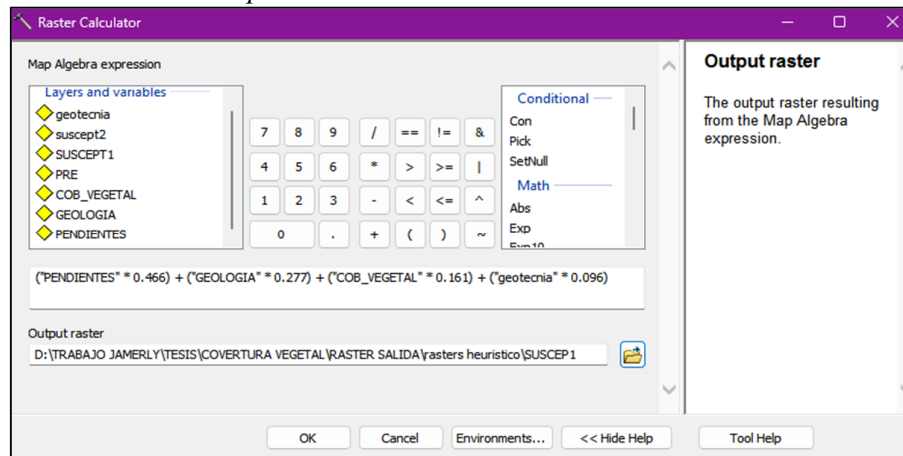 Raster Calculator
Map Algebra expression
Layers and variables
geotecnia
suscept2
SUSCEPT1
PRE
COB_VEGETAL
GEOLOGIA
PENDIENTES
7 8 9 / == != &
4 5 6 * > >= |
1 2 3 - < <= ^
0 . + ( ) ~
Conditional
Con
Pick
SetNull
Math
Abs
Exp
Exp10
("PENDIENTES" * 0.466) + ("GEOLOGIA" * 0.277) + ("COB_VEGETAL" * 0.161) + ("geotecnia" * 0.096)
Output raster
D:\TRABAJO JAMERLY\TESIS\COVERTURA VEGETAL\RASTER SALIDA\rasters heuristico\SUSCEP1
OK Cancel Environments... << Hide Help Tool Help
Output raster
The output raster resulting
from the Map Algebra
expression.